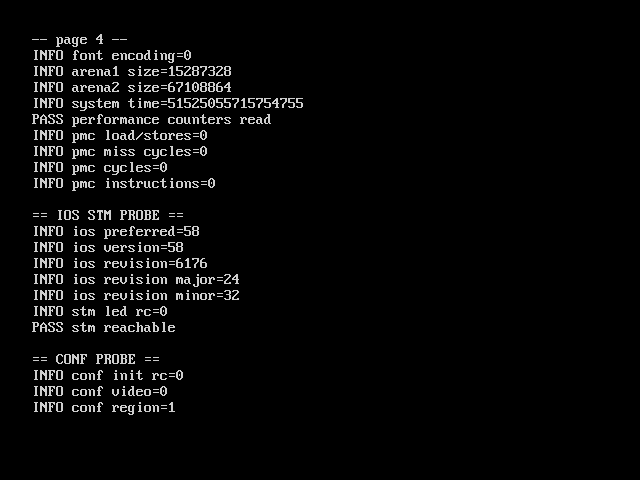 -- page 4 --
INFO font encoding=0
INFO arena1 size=15287328
INFO arena2 size=67108864
INFO system time=51525055715754755
PASS performance counters read
INFO pmc load/stores=0
INFO pmc miss cycles=0
INFO pmc cycles=0
INFO pmc instructions=0
== IOS STM PROBE ==
INFO ios preferred=58
INFO ios version=58
INFO ios revision=6176
INFO ios revision major=24
INFO ios revision minor=32
INFO stm led rc=0
PASS stm reachable
== CONF PROBE ==
INFO conf init rc=0
INFO conf video=0
INFO conf region=1